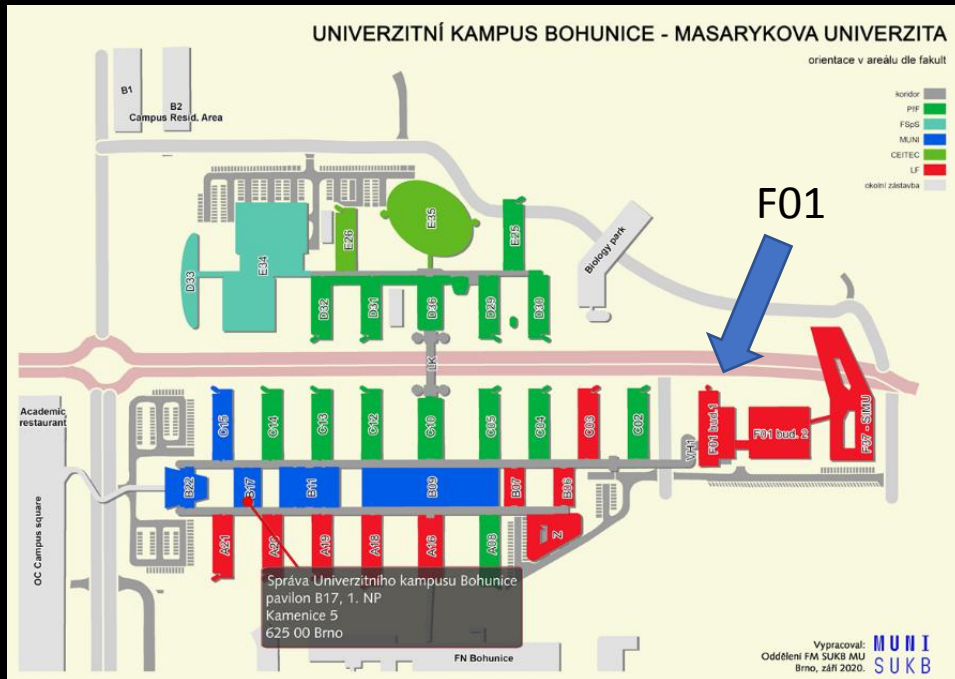 UNIVERZITNÍ KAMPUS BOHUNICE - MASARYKOVA UNIVERZITA
orientace v areálu dle fakult
koridor
PřF
FSpS
MUNI
CEITEC
LF
okolní zástavba
B1
B2
Campus Resid. Area
F01
E35
E26
E25
E34
D33
Biology park
D32
D31
D36
D29
D30
LK
Academic
restaurant
C15
C14
C13
C12
C10
C05
C04
C03
C02
VH1
F01 bud.1
F01 bud. 2
F07 - SIMU
B22
B17
B11
B09
B07
B06
OC Campus square
A21
A20
A19
A18
A16
A08
Z
Správa Univerzitního kampusu Bohunice
pavilon B17, 1. NP
Kamenice 5
625 00 Brno
FN Bohunice
Vypracoval:
Oddělení FM SUKB MU
Brno, září 2020.
MUNI
SUKB